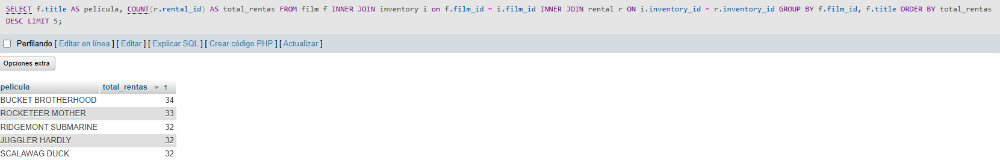 SELECT f.title AS pelicula, COUNT(r.rental_id) AS total_rentas FROM film f INNER JOIN inventory i on f.film_id = i.film_id INNER JOIN rental r ON i.inventory_id = r.inventory_id GROUP BY f.film_id, f.title ORDER BY total_rentas
DESC LIMIT 5;
Perfilando [ Editar en línea ] [ Editar ] [ Explicar SQL ] [ Crear código PHP ] [ Actualizar ]
Opciones extra
pelicula total_rentas 1
BUCKET BROTHERHOOD 34
ROCKETEER MOTHER 33
RIDGEMONT SUBMARINE 32
JUGGLER HARDLY 32
SCALAWAG DUCK 32